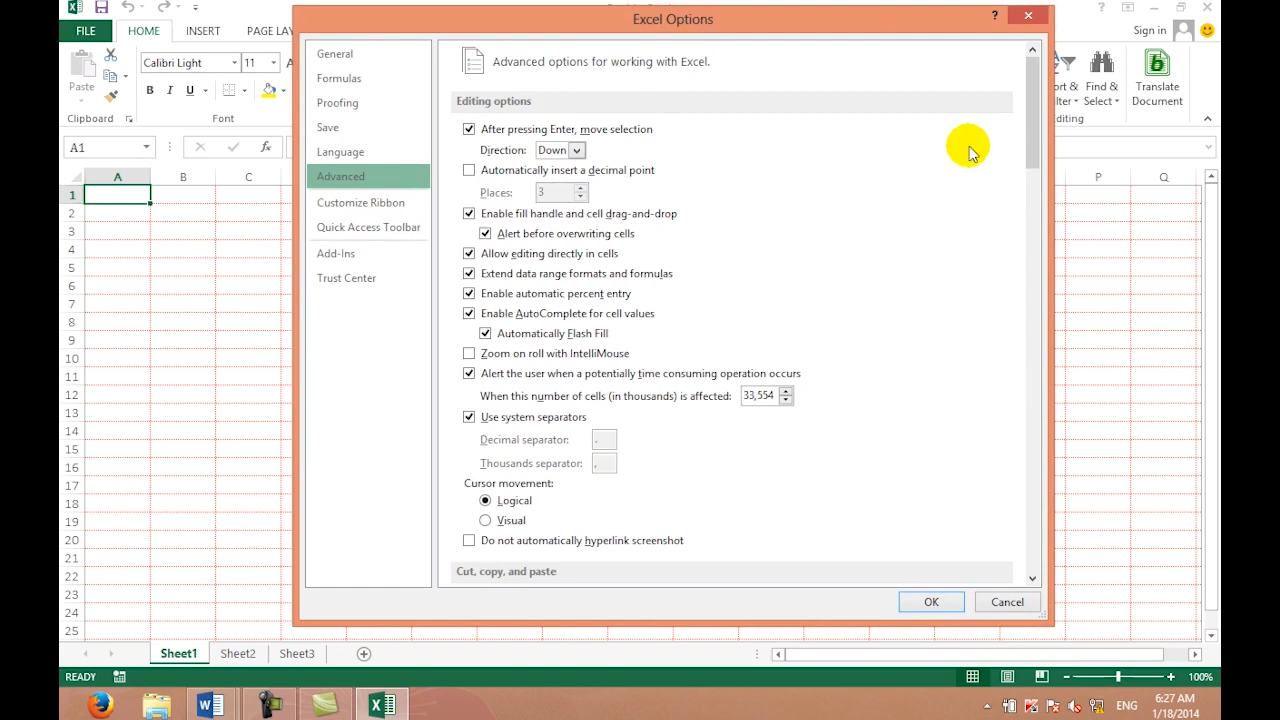 Excel Options
?
FILE
HOME
INSERT
PAGE LAY
Sign in
Paste
Calibri Light
11
A
B I U
Find &
Select
Translate
Document
Clipboard
Font
A1
fx
A B C P Q
1
2
3
4
5
6
7
8
9
10
11
12
13
14
15
16
17
18
19
20
21
22
23
24
25
General
Formulas
Proofing
Save
Language
Advanced
Customize Ribbon
Quick Access Toolbar
Add-Ins
Trust Center
Advanced options for working with Excel.
Editing options
After pressing Enter, move selection
Direction: Down
Automatically insert a decimal point
Places: 3
Enable fill handle and cell drag-and-drop
Alert before overwriting cells
Allow editing directly in cells
Extend data range formats and formulas
Enable automatic percent entry
Enable AutoComplete for cell values
Automatically Flash Fill
Zoom on roll with IntelliMouse
Alert the user when a potentially time consuming operation occurs
When this number of cells (in thousands) is affected: 33,554
Use system separators
Decimal separator: .
Thousands separator: ,
Cursor movement:
Logical
Visual
Do not automatically hyperlink screenshot
Cut, copy, and paste
OK
Cancel
Sheet1
Sheet2
Sheet3
READY
100%
ENG
6:27 AM
1/18/2014